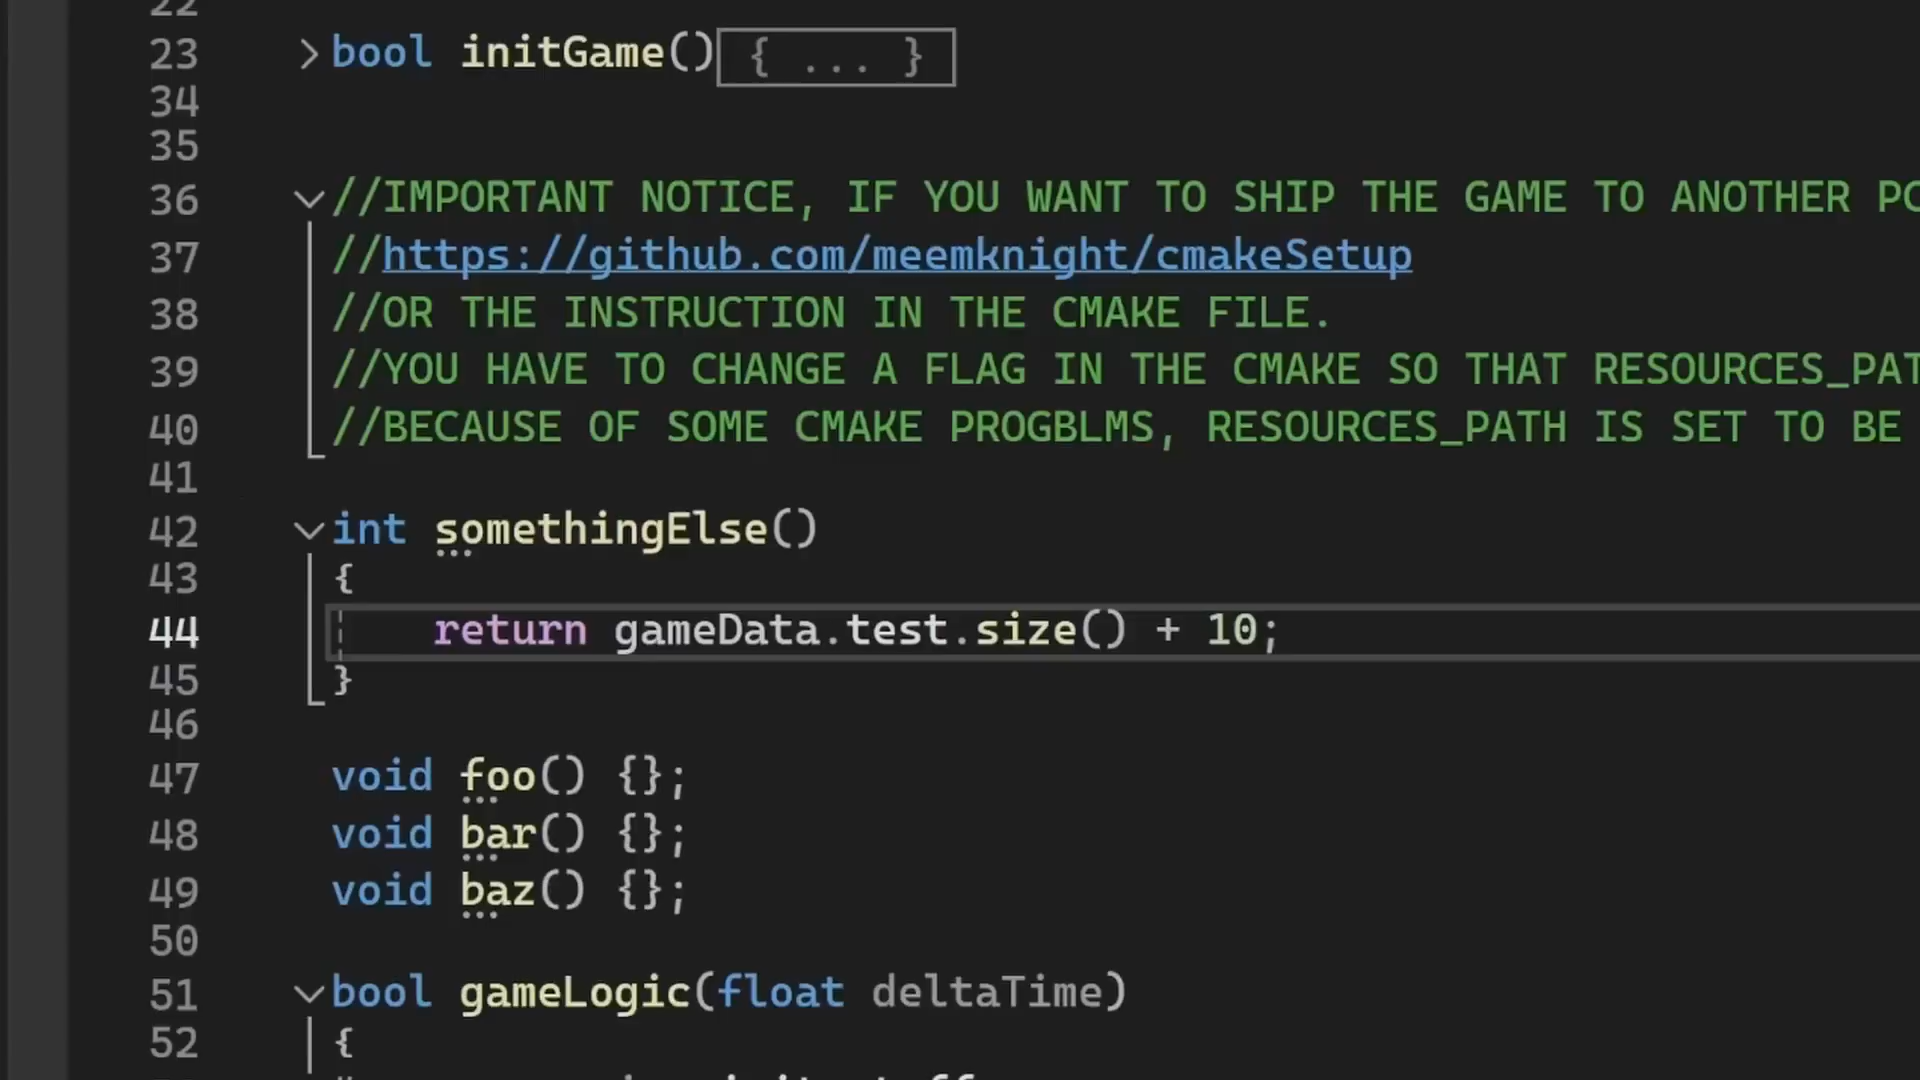 22
23 bool initGame() { ... }
34
35
36 //IMPORTANT NOTICE, IF YOU WANT TO SHIP THE GAME TO ANOTHER PC
37 //https://github.com/meemknight/cmakeSetup
38 //OR THE INSTRUCTION IN THE CMAKE FILE.
39 //YOU HAVE TO CHANGE A FLAG IN THE CMAKE SO THAT RESOURCES_PAT
40 //BECAUSE OF SOME CMAKE PROGBLMS, RESOURCES_PATH IS SET TO BE
41
42 int somethingElse()
43 {
44 return gameData.test.size() + 10;
45 }
46
47 void foo() {};
48 void bar() {};
49 void baz() {};
50
51 bool gameLogic(float deltaTime)
52 {